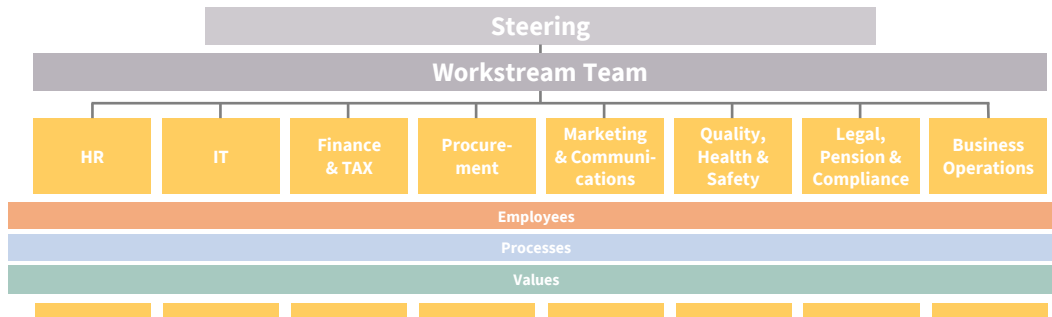 Steering
Workstream Team
HR
IT
Finance
& TAX
Procure-
ment
Marketing
& Communi-
cations
Quality,
Health &
Safety
Legal,
Pension &
Compliance
Business
Operations
Employees
Processes
Values